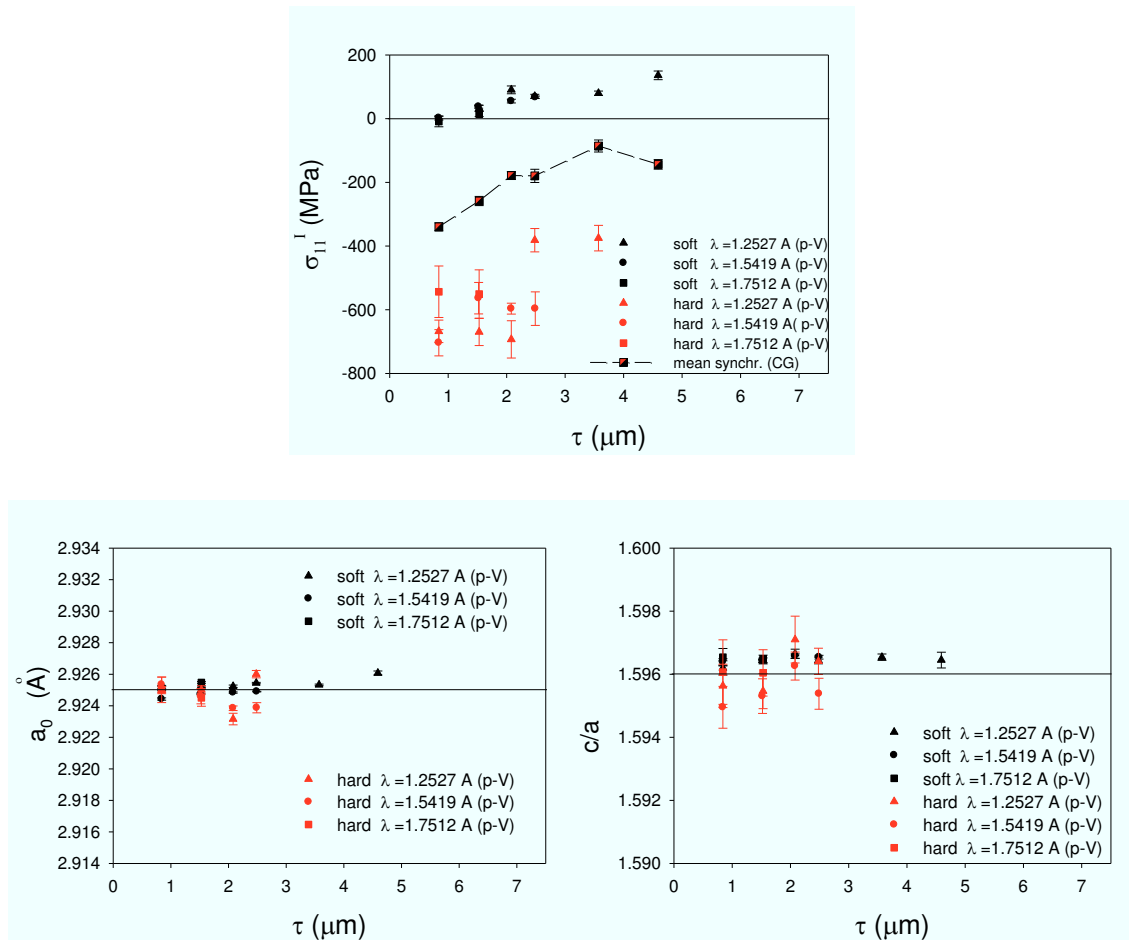 200
0
-200
-400
-600
-800
σ₁₁ᴵ (MPa)
soft λ =1.2527 A (p-V)
soft λ =1.5419 A (p-V)
soft λ =1.7512 A (p-V)
hard λ =1.2527 A (p-V)
hard λ =1.5419 A( p-V)
hard λ =1.7512 A (p-V)
mean synchr. (CG)
0 1 2 3 4 5 6 7
τ (μm)
2.934
2.932
2.930
2.928
2.926
2.924
2.922
2.920
2.918
2.916
2.914
a₀ (Å)
soft λ =1.2527 A (p-V)
soft λ =1.5419 A (p-V)
soft λ =1.7512 A (p-V)
hard λ =1.2527 A (p-V)
hard λ =1.5419 A (p-V)
hard λ =1.7512 A (p-V)
0 1 2 3 4 5 6 7
τ (μm)
1.600
1.598
1.596
1.594
1.592
1.590
c/a
soft λ =1.2527 A (p-V)
soft λ =1.5419 A (p-V)
soft λ =1.7512 A (p-V)
hard λ =1.2527 A (p-V)
hard λ =1.5419 A (p-V)
hard λ =1.7512 A (p-V)
0 1 2 3 4 5 6 7
τ (μm)